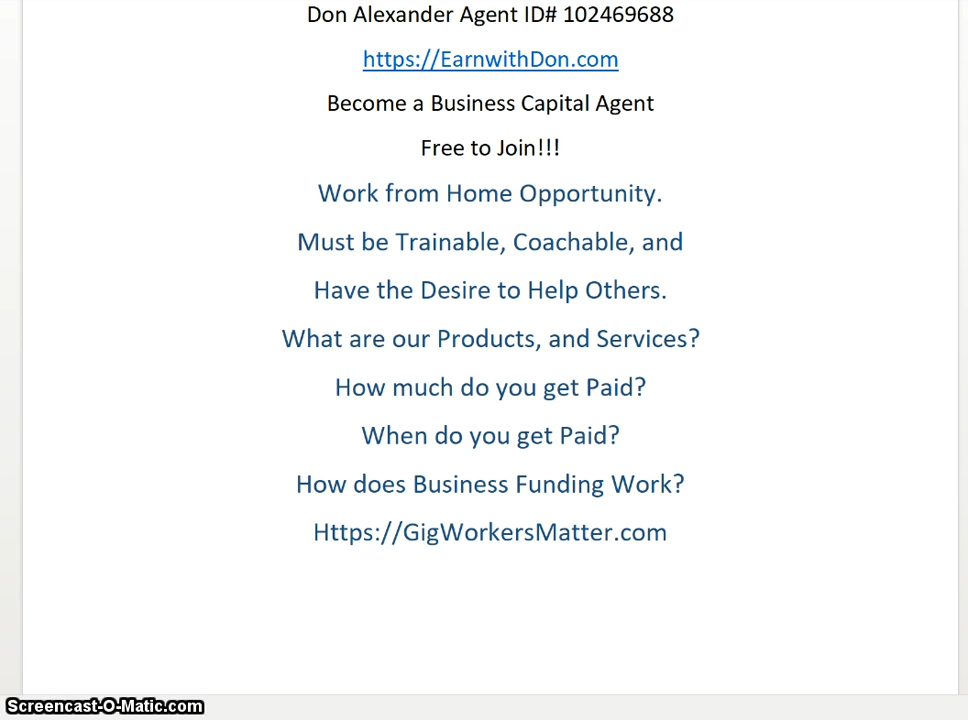 Don Alexander Agent ID# 102469688
https://EarnwithDon.com
Become a Business Capital Agent
Free to Join!!!
Work from Home Opportunity.
Must be Trainable, Coachable, and
Have the Desire to Help Others.
What are our Products, and Services?
How much do you get Paid?
When do you get Paid?
How does Business Funding Work?
Https://GigWorkersMatter.com
Screencast-O-Matic.com